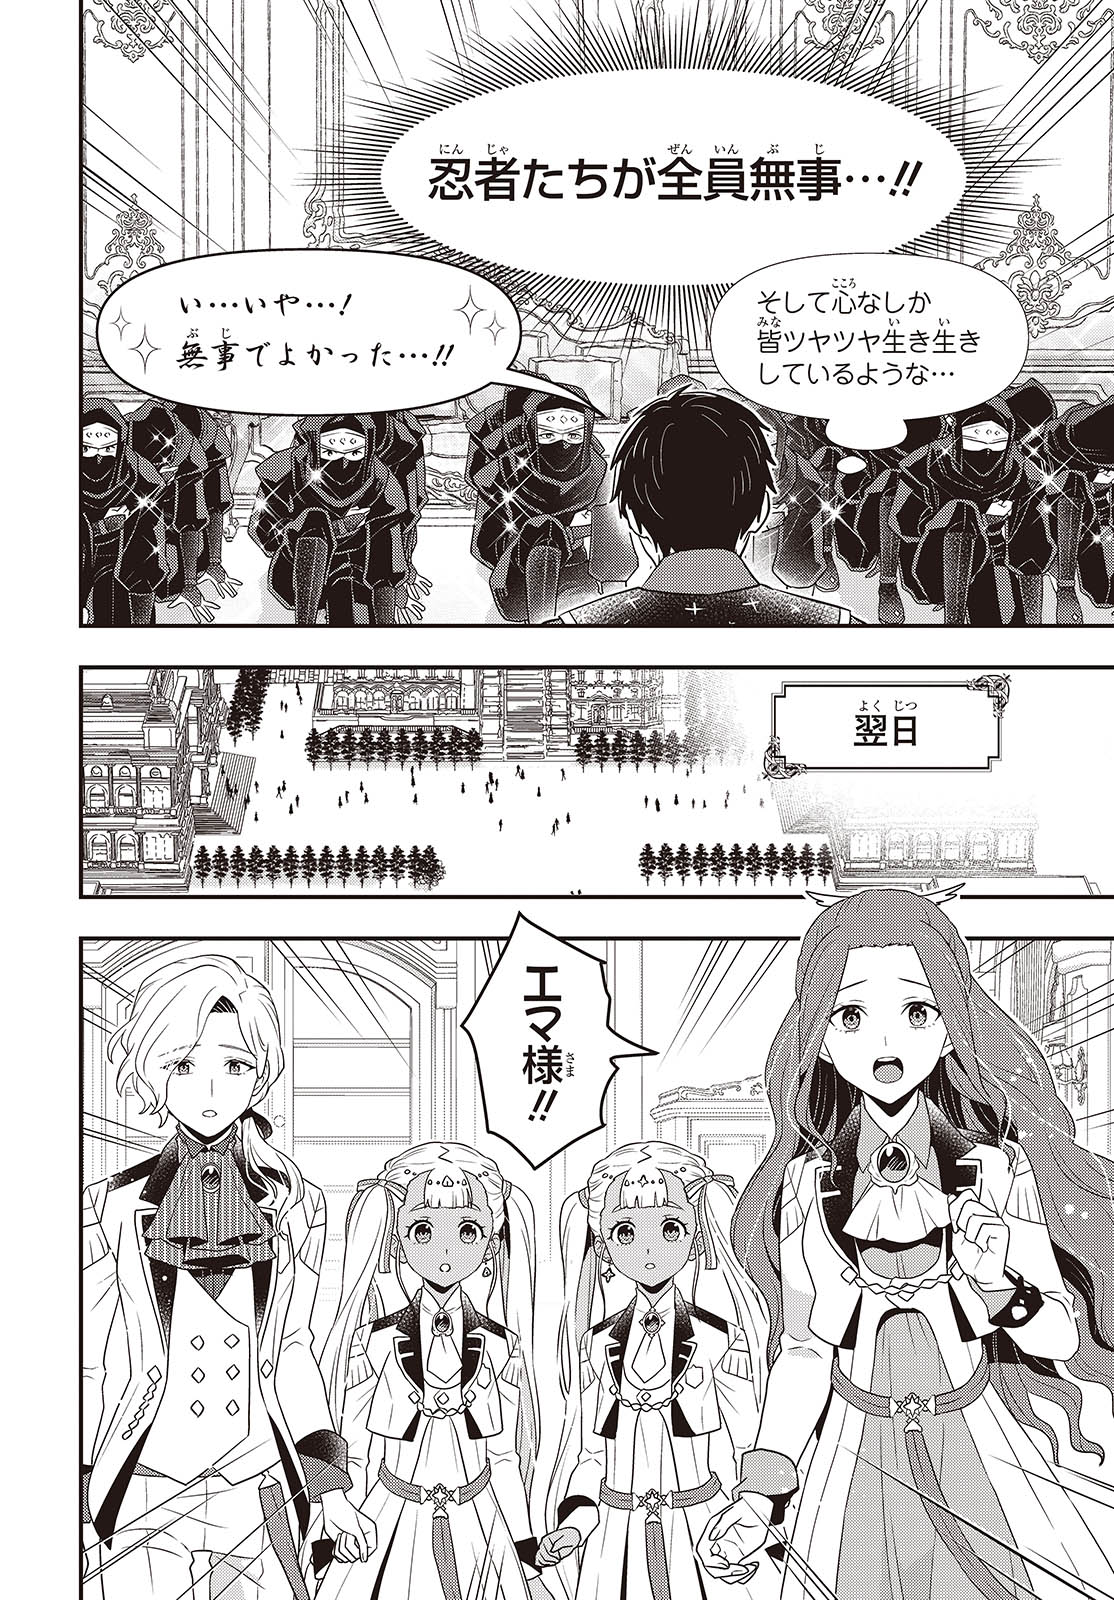 忍者たちが全員無事…!!
そして心なしか
皆ツヤツヤ生き生き
しているような…
い…いや…!
無事でよかった…!!
翌日
エマ様!!